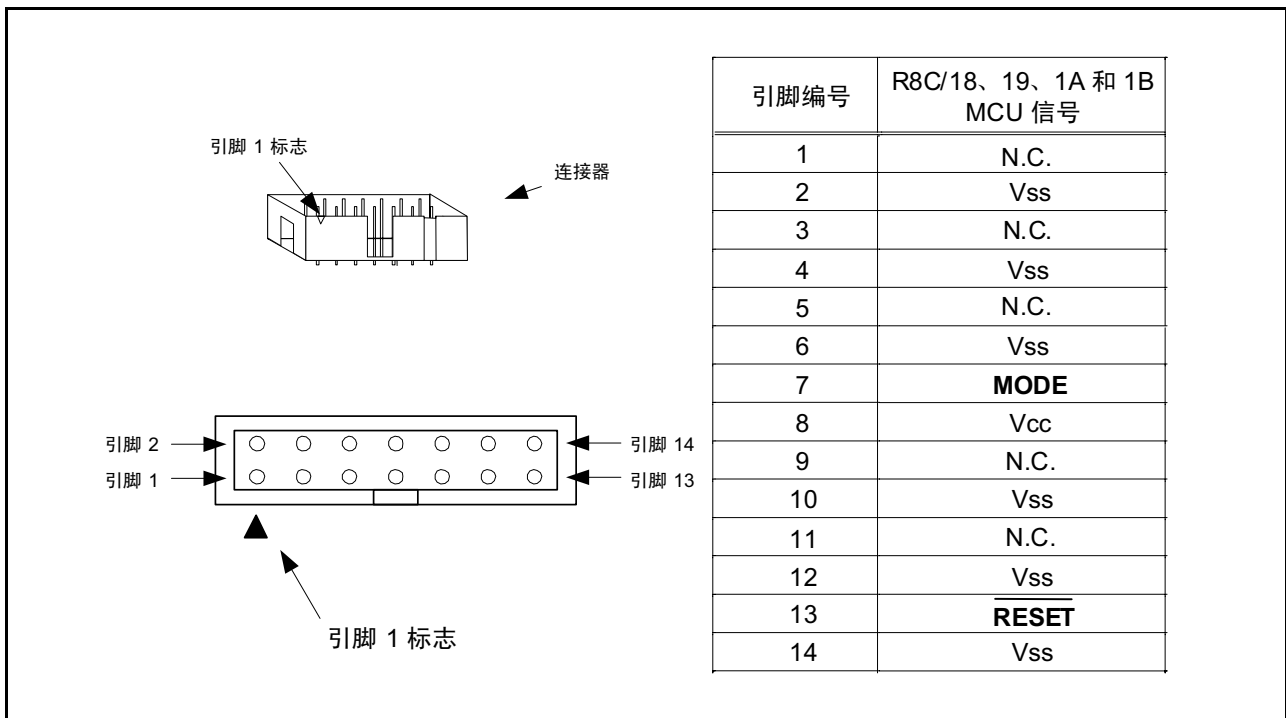 引脚 1 标志
连接器
引脚 2
引脚 14
引脚 1
引脚 13
引脚 1 标志
引脚编号 R8C/18、19、1A 和 1B
MCU 信号
1 N.C.
2 Vss
3 N.C.
4 Vss
5 N.C.
6 Vss
7 MODE
8 Vcc
9 N.C.
10 Vss
11 N.C.
12 Vss
13 R̅E̅S̅E̅T̅
14 Vss